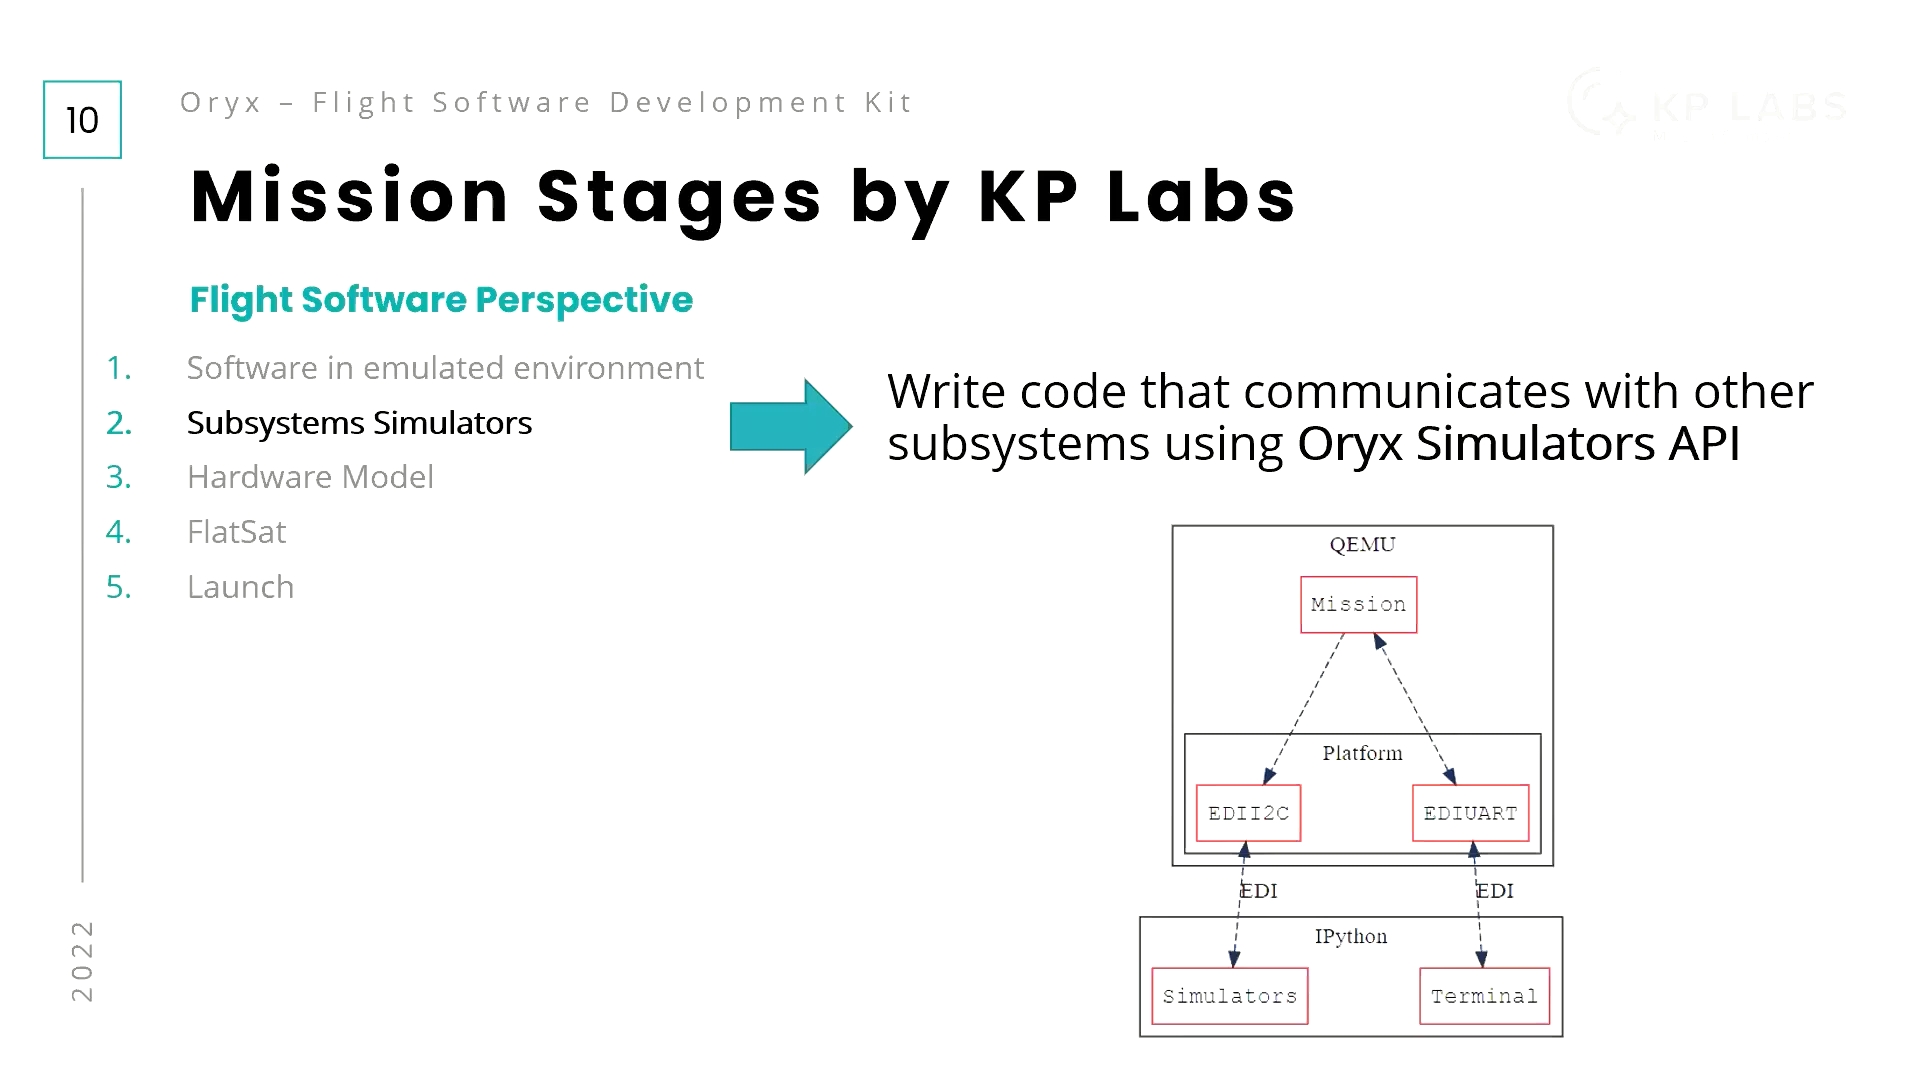 10
Oryx – Flight Software Development Kit
KP LABS
Mission Stages by KP Labs
Flight Software Perspective
1. Software in emulated environment
2. Subsystems Simulators
3. Hardware Model
4. FlatSat
5. Launch
Write code that communicates with other
subsystems using Oryx Simulators API
QEMU
Mission
Platform
EDII2C EDIUART
EDI EDI
IPython
Simulators Terminal
2022